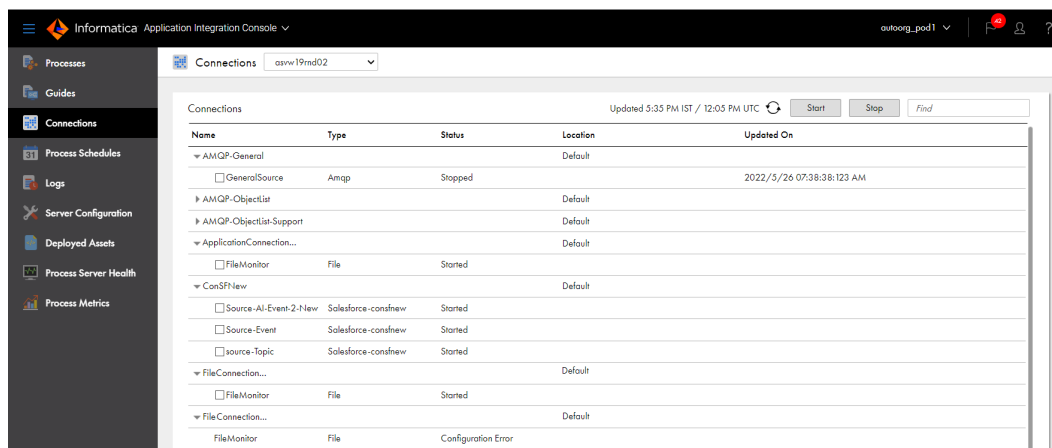 Informatica Application Integration Console autoorg_pod1 42 ?
Processes
Guides
Connections
Process Schedules
31
Logs
Server Configuration
Deployed Assets
Process Server Health
Process Metrics
Connections asvw19rnd02
Connections Updated 5:35 PM IST / 12:05 PM UTC Start Stop Find
Name Type Status Location Updated On
AMQP-General Default
GeneralSource Amqp Stopped 2022/5/26 07:38:38:123 AM
AMQP-ObjectList Default
AMQP-ObjectList-Support Default
ApplicationConnection... Default
FileMonitor File Started
ConSFNew Default
Source-AI-Event-2-New Salesforce-consfnew Started
Source-Event Salesforce-consfnew Started
source-Topic Salesforce-consfnew Started
FileConnection... Default
FileMonitor File Started
FileConnection... Default
FileMonitor File Configuration Error